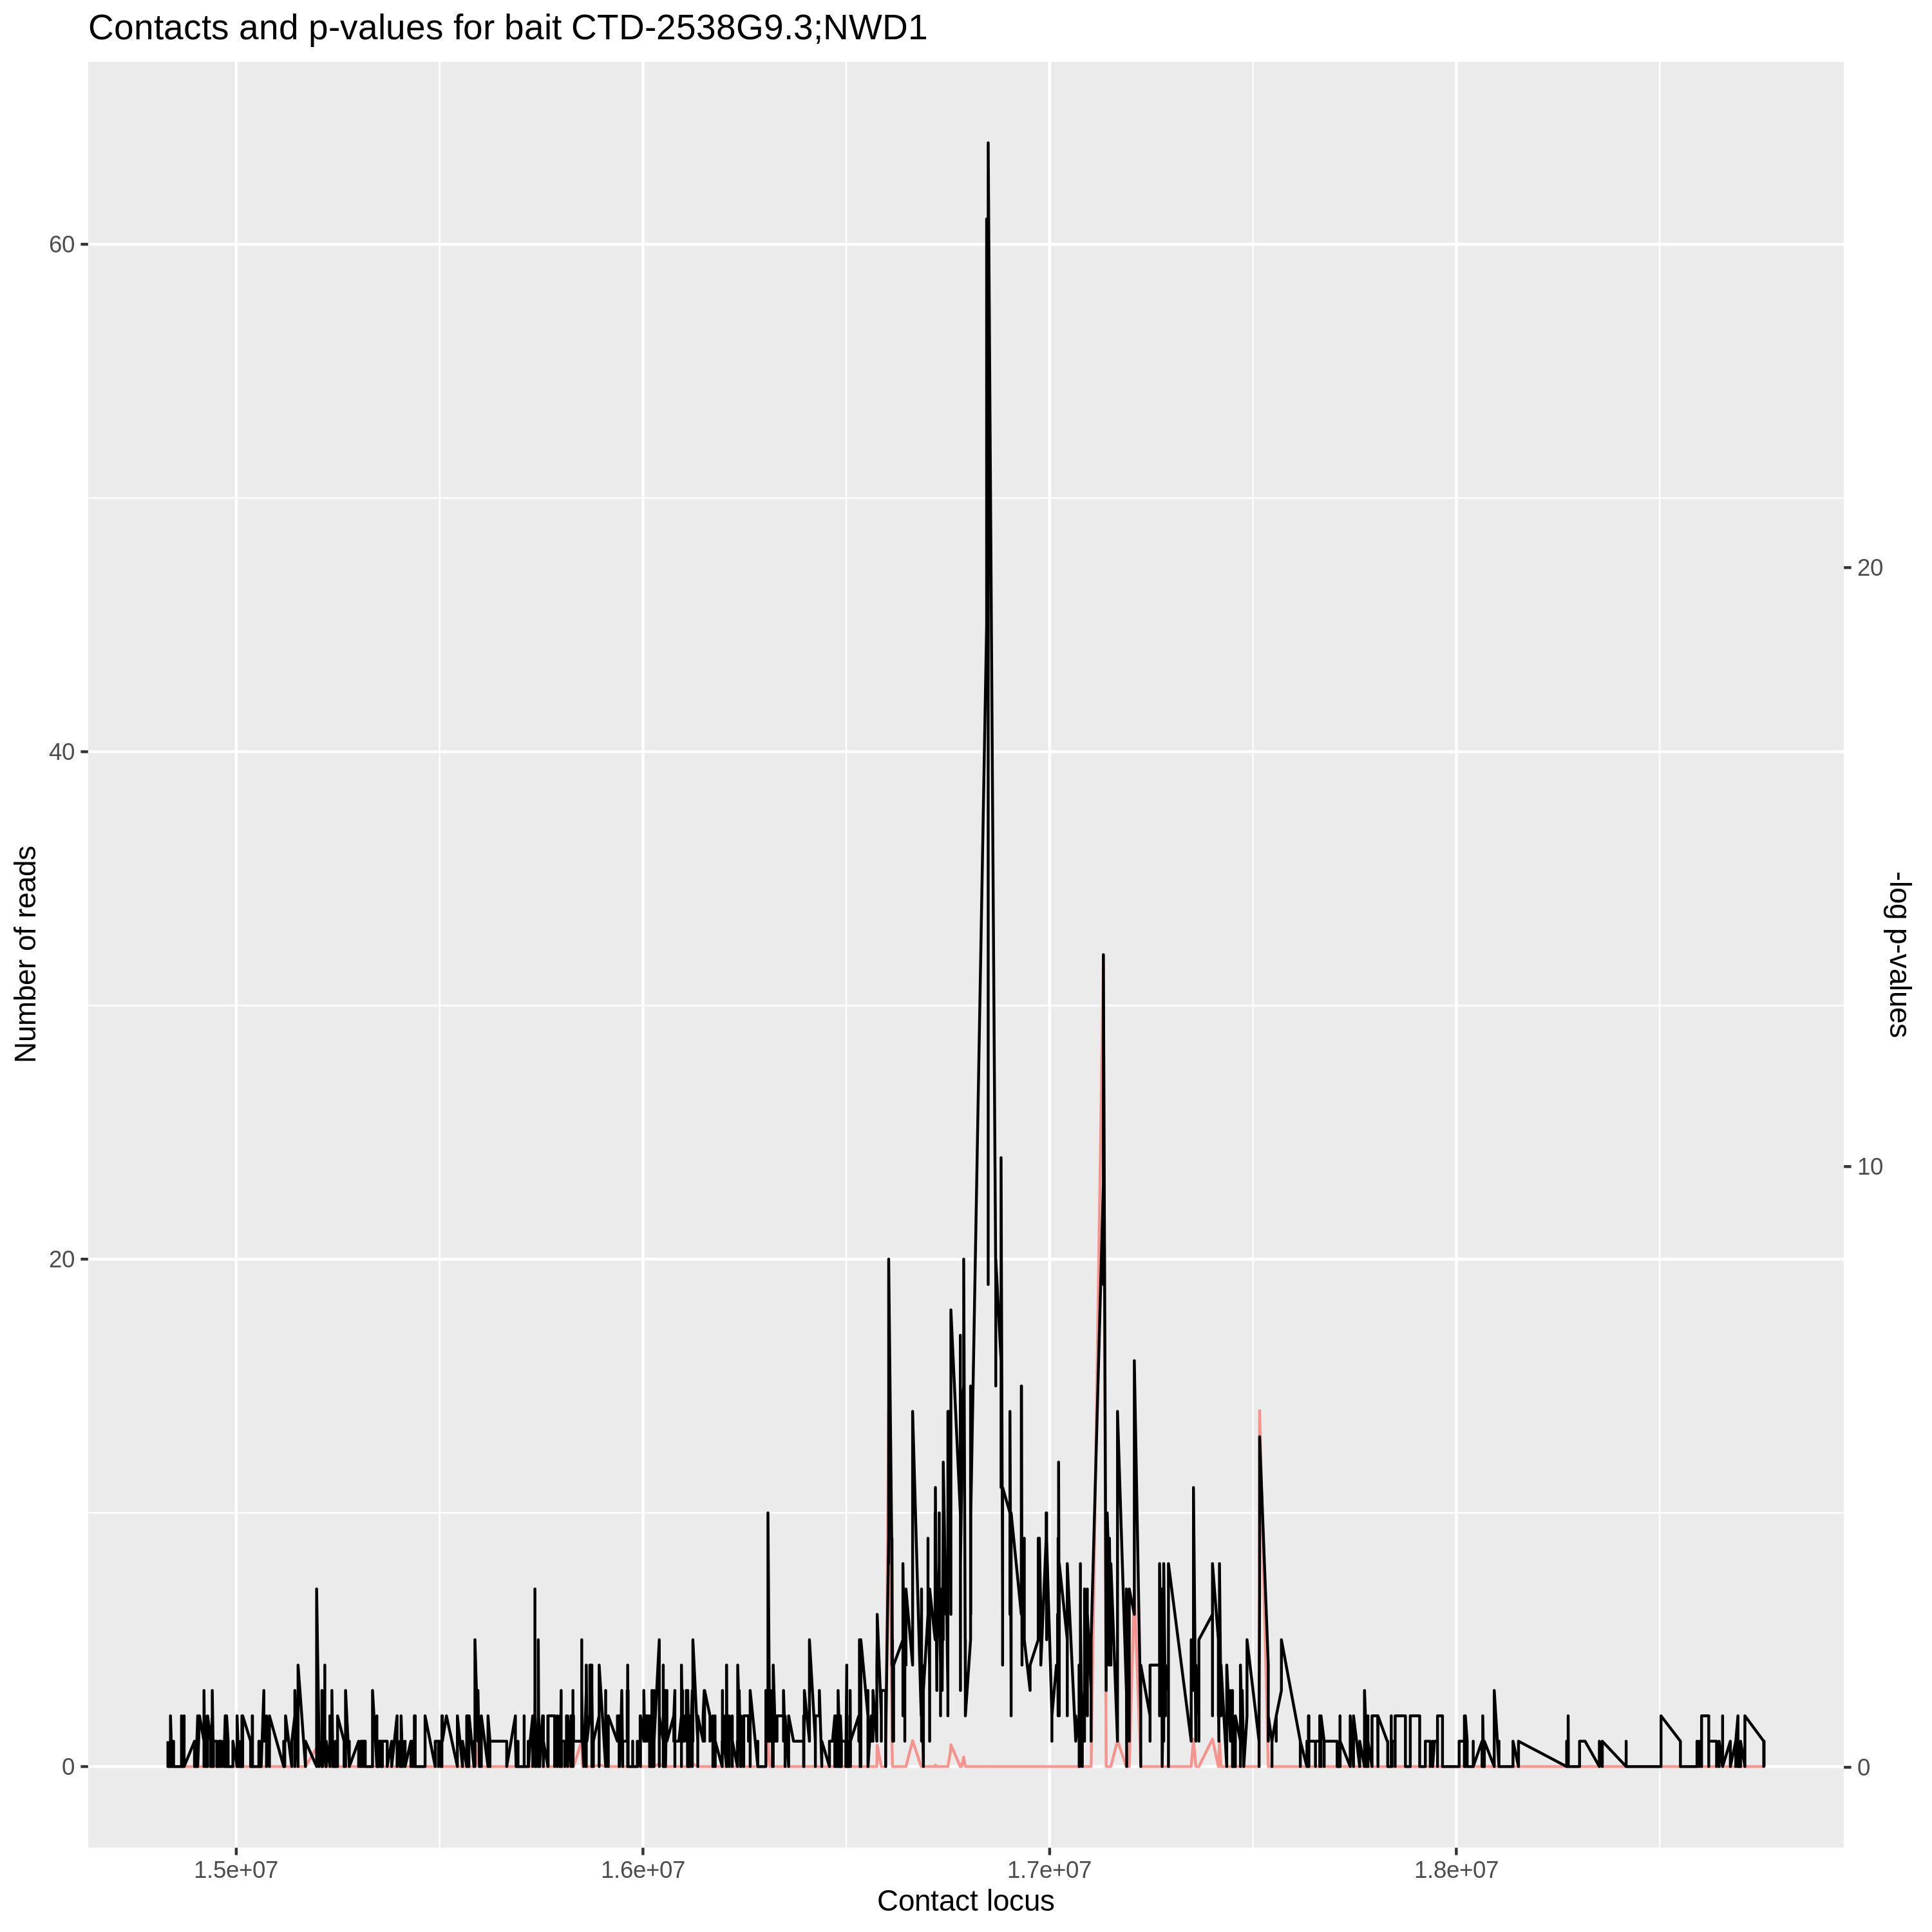 Contacts and p-values for bait CTD-2538G9.3;NWD1
Number of reads
60
40
20
0
20
10
0
-log p-values
1.5e+07
1.6e+07
1.7e+07
1.8e+07
Contact locus